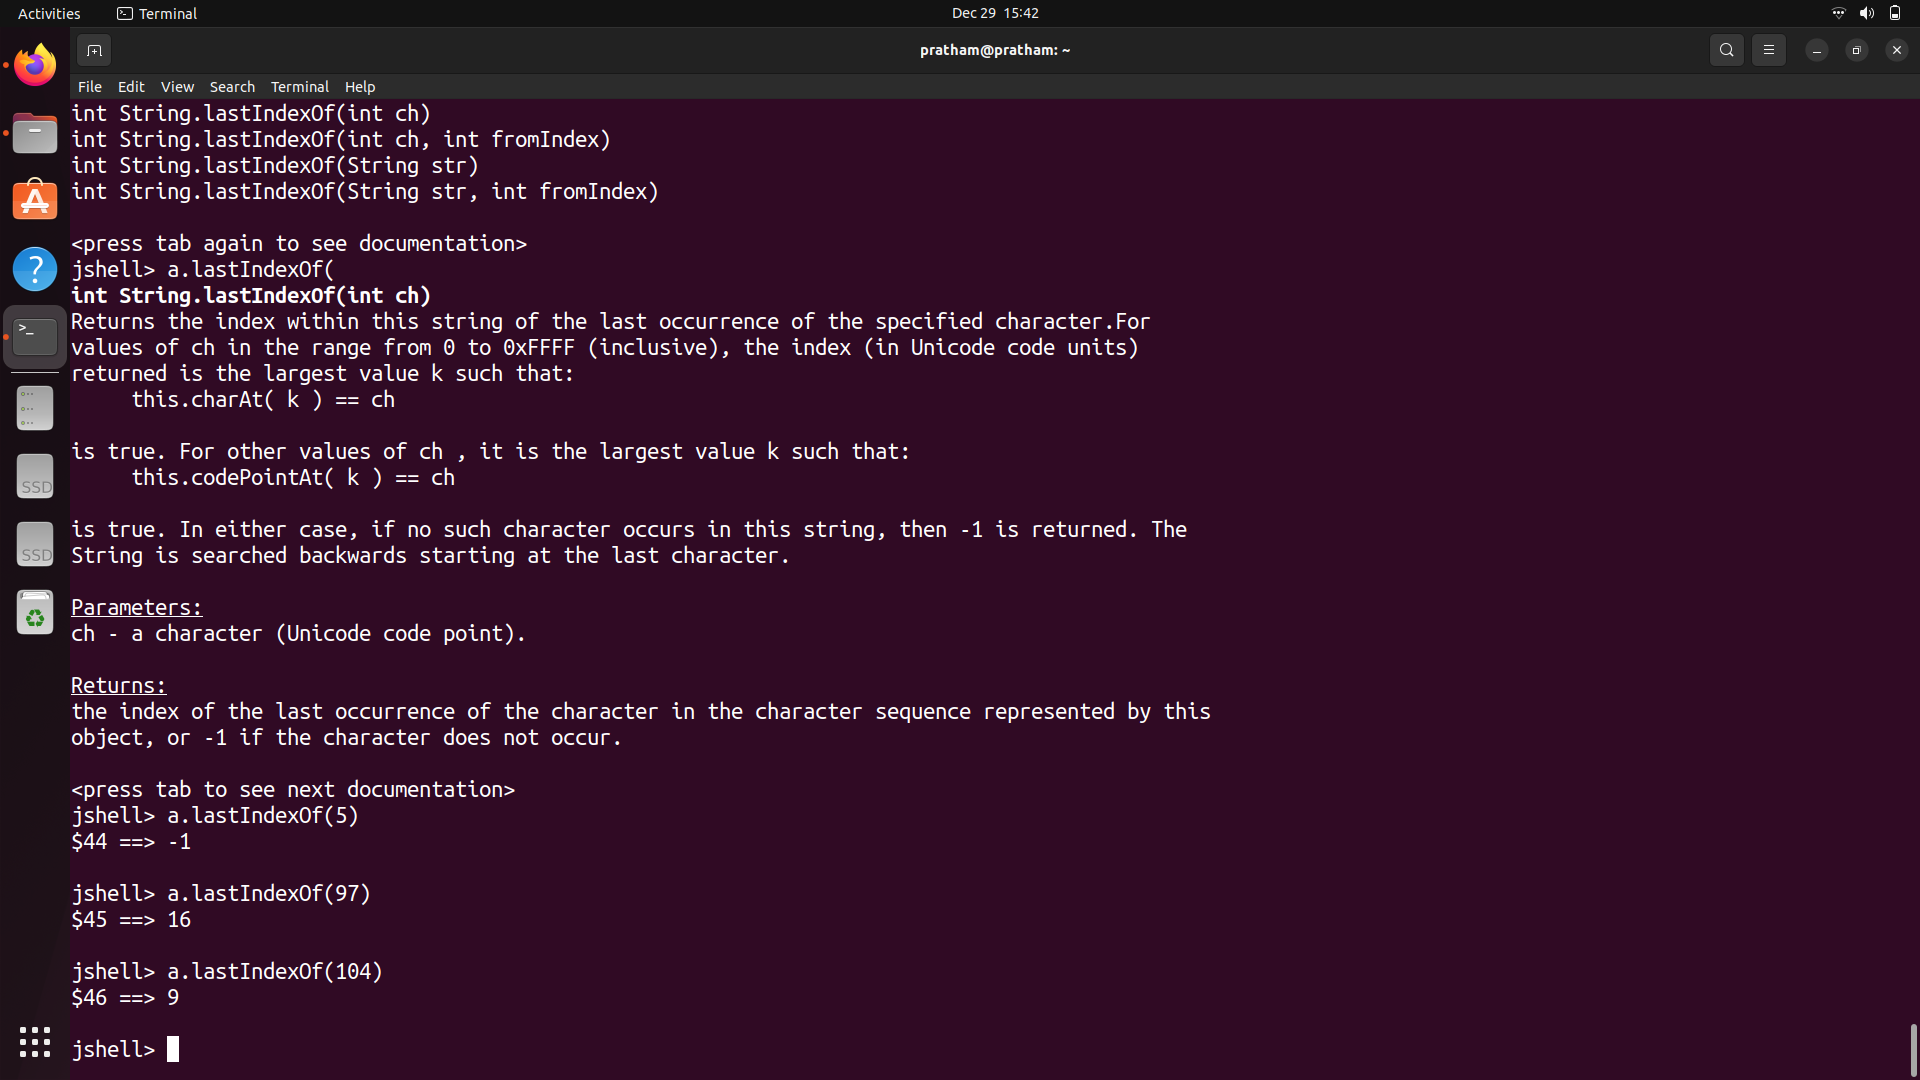 Activities
Terminal
Dec 29 15:42
pratham@pratham: ~
File Edit View Search Terminal Help
int String.lastIndexOf(int ch)
int String.lastIndexOf(int ch, int fromIndex)
int String.lastIndexOf(String str)
int String.lastIndexOf(String str, int fromIndex)
<press tab again to see documentation>
jshell> a.lastIndexOf(
int String.lastIndexOf(int ch)
Returns the index within this string of the last occurrence of the specified character.For
values of ch in the range from 0 to 0xFFFF (inclusive), the index (in Unicode code units)
returned is the largest value k such that:
this.charAt( k ) == ch
is true. For other values of ch , it is the largest value k such that:
this.codePointAt( k ) == ch
is true. In either case, if no such character occurs in this string, then -1 is returned. The
String is searched backwards starting at the last character.
Parameters:
ch - a character (Unicode code point).
Returns:
the index of the last occurrence of the character in the character sequence represented by this
object, or -1 if the character does not occur.
<press tab to see next documentation>
jshell> a.lastIndexOf(5)
$44 ==> -1
jshell> a.lastIndexOf(97)
$45 ==> 16
jshell> a.lastIndexOf(104)
$46 ==> 9
jshell>
SSD
SSD